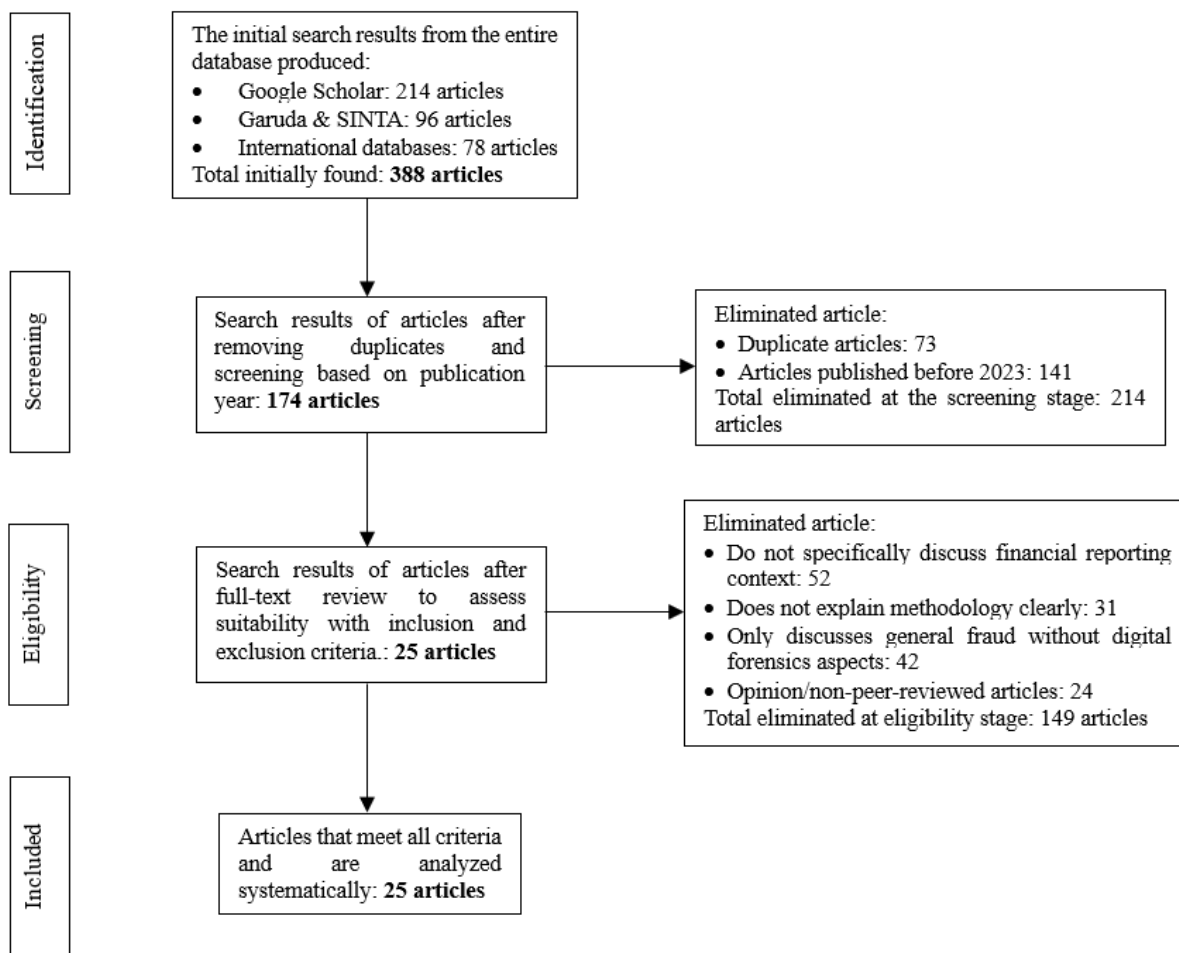 Identification
The initial search results from the entire
database produced:
• Google Scholar: 214 articles
• Garuda & SINTA: 96 articles
• International databases: 78 articles
Total initially found: 388 articles
Screening
Search results of articles after
removing duplicates and
screening based on publication
year: 174 articles
Eliminated article:
• Duplicate articles: 73
• Articles published before 2023: 141
Total eliminated at the screening stage: 214
articles
Eligibility
Search results of articles after
full-text review to assess
suitability with inclusion and
exclusion criteria.: 25 articles
Eliminated article:
• Do not specifically discuss financial reporting
context: 52
• Does not explain methodology clearly: 31
• Only discusses general fraud without digital
forensics aspects: 42
• Opinion/non-peer-reviewed articles: 24
Total eliminated at eligibility stage: 149 articles
Included
Articles that meet all criteria
and are analyzed
systematically: 25 articles